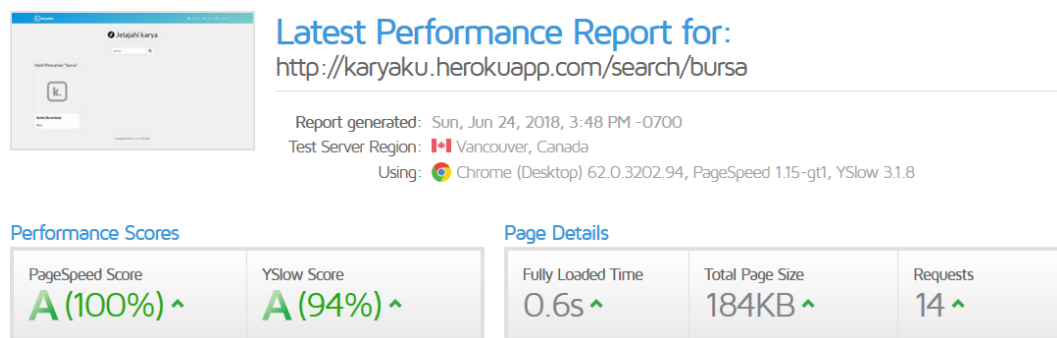 Jelajahi karya
Hasil Pencarian "bursa"
k.
Latest Performance Report for:
http://karyaku.herokuapp.com/search/bursa
Report generated: Sun, Jun 24, 2018, 3:48 PM -0700
Test Server Region: Vancouver, Canada
Using: Chrome (Desktop) 62.0.3202.94, PageSpeed 1.15-gt1, YSlow 3.1.8
Performance Scores
PageSpeed Score
A (100%)
YSlow Score
A (94%)
Page Details
Fully Loaded Time
0.6s
Total Page Size
184KB
Requests
14